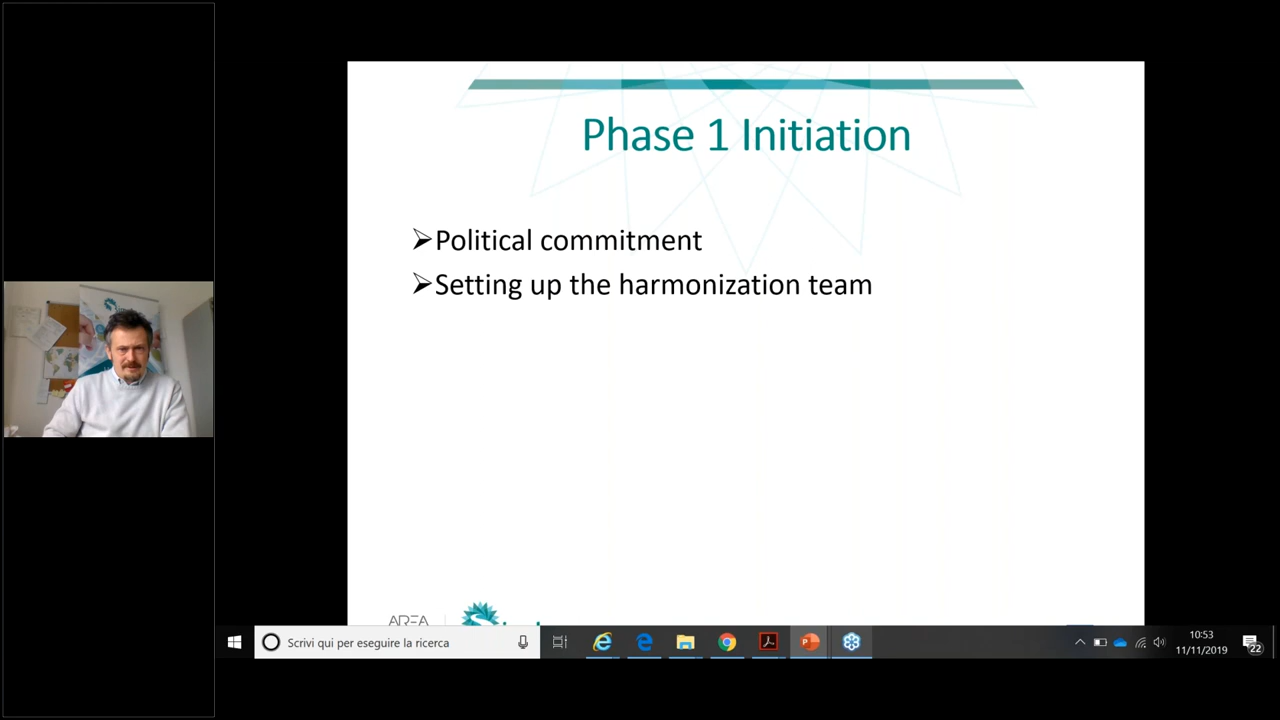 Phase 1 Initiation
➢Political commitment
➢Setting up the harmonization team
AREA
Scrivi qui per eseguire la ricerca
10:53
11/11/2019
22